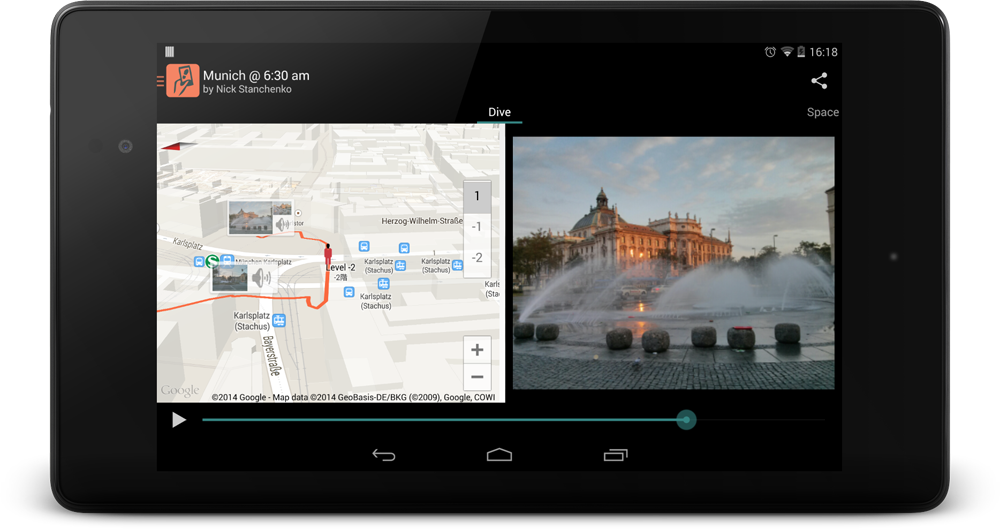 16:18
Munich @ 6:30 am
by Nick Stanchenko
Dive
Space
1
-1
-2
Herzog-Wilhelm-Straße
Karlsplatz
München Karlsplatz
Level -2
-2階
Karlsplatz
(Stachus)
Karlsplatz
(Stachus)
Karlsplatz
(Stachus)
Karlsplatz
(Stachus)
Bayerstraße
+
−
Google
©2014 Google - Map data ©2014 GeoBasis-DE/BKG (©2009), Google, COWI